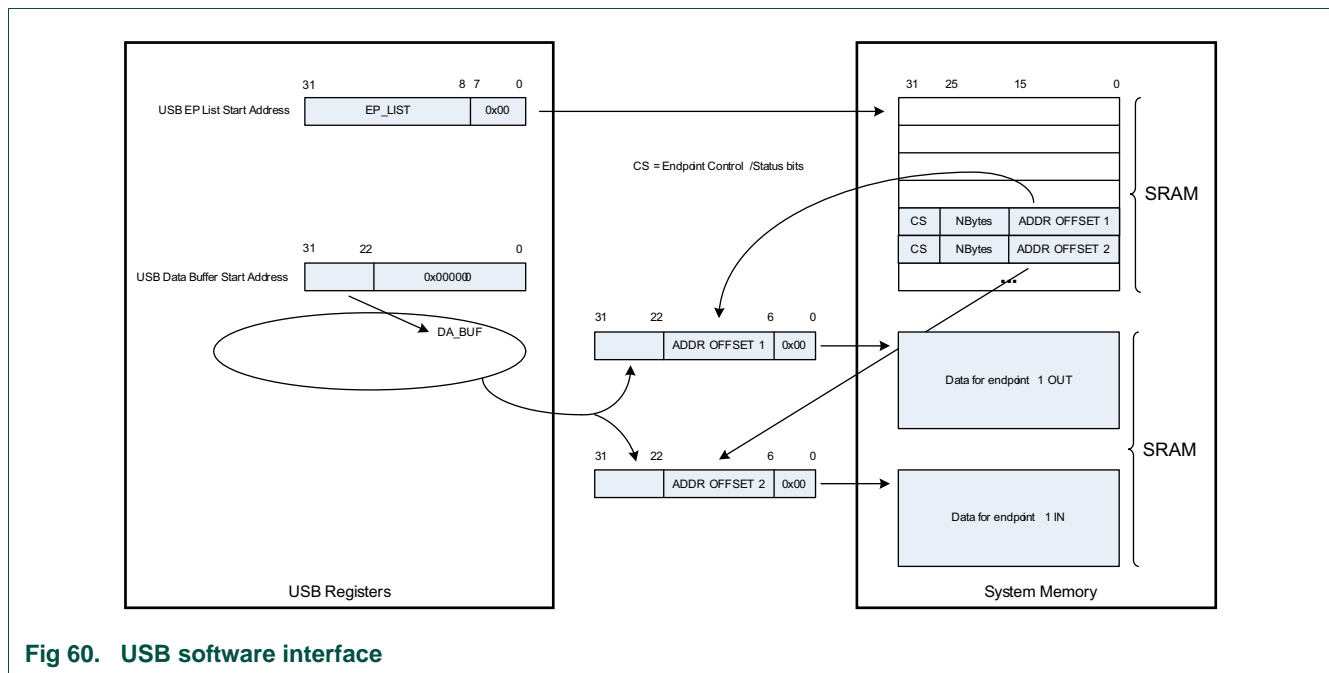 31 8 7 0
USB EP List Start Address EP_LIST 0x00
31 25 15 0
CS = Endpoint Control /Status bits
SRAM
CS NBytes ADDR OFFSET 1
CS NBytes ADDR OFFSET 2
...
31 22 0
USB Data Buffer Start Address 0x000000
DA_BUF
31 22 6 0
ADDR OFFSET 1 0x00
Data for endpoint 1 OUT
SRAM
31 22 6 0
ADDR OFFSET 2 0x00
Data for endpoint 1 IN
USB Registers
System Memory
Fig 60. USB software interface